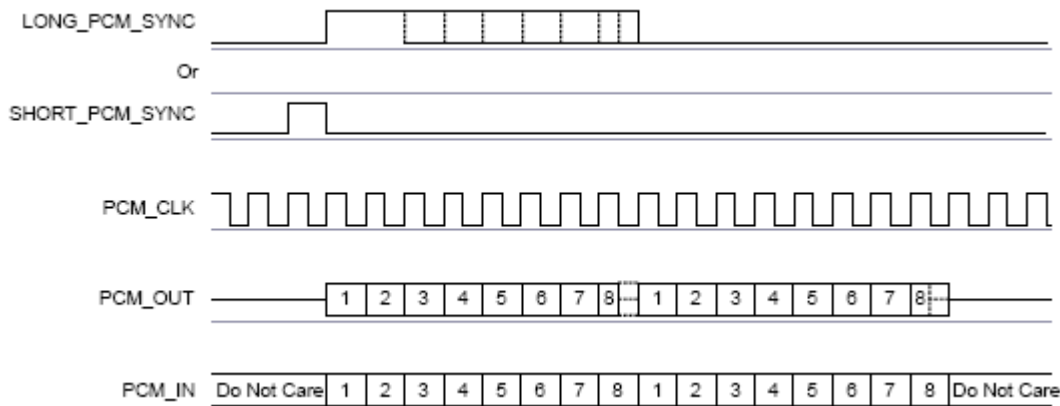 LONG_PCM_SYNC
Or
SHORT_PCM_SYNC
PCM_CLK
PCM_OUT 1 2 3 4 5 6 7 8 1 2 3 4 5 6 7 8
PCM_IN Do Not Care 1 2 3 4 5 6 7 8 1 2 3 4 5 6 7 8 Do Not Care